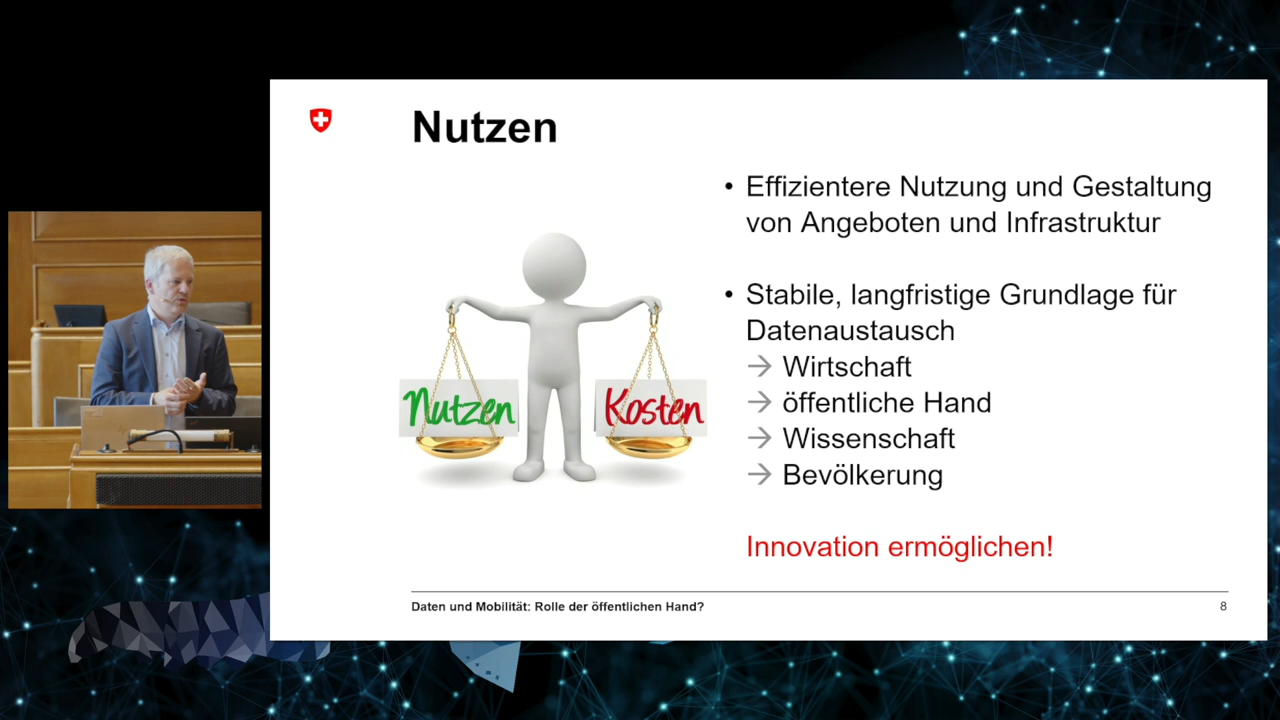 Nutzen
• Effizientere Nutzung und Gestaltung
von Angeboten und Infrastruktur
• Stabile, langfristige Grundlage für
Datenaustausch
→ Wirtschaft
→ öffentliche Hand
→ Wissenschaft
→ Bevölkerung
Innovation ermöglichen!
Nutzen
Kosten
Daten und Mobilität: Rolle der öffentlichen Hand?
8